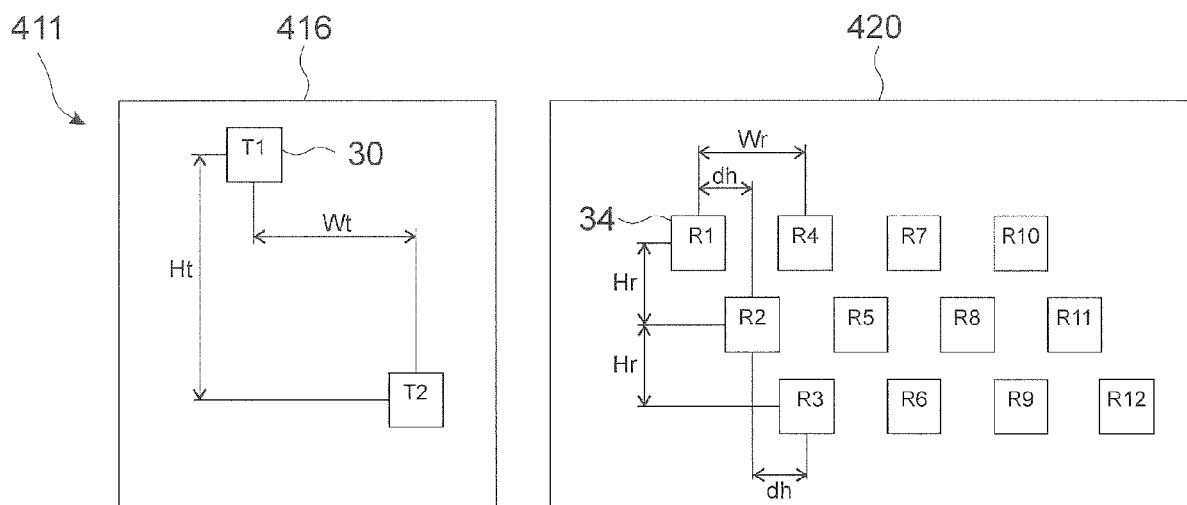 411
416
420
T1
30
Wt
Ht
T2
Wr
dh
34
R1 R4 R7 R10
Hr
R2 R5 R8 R11
Hr
R3 R6 R9 R12
dh